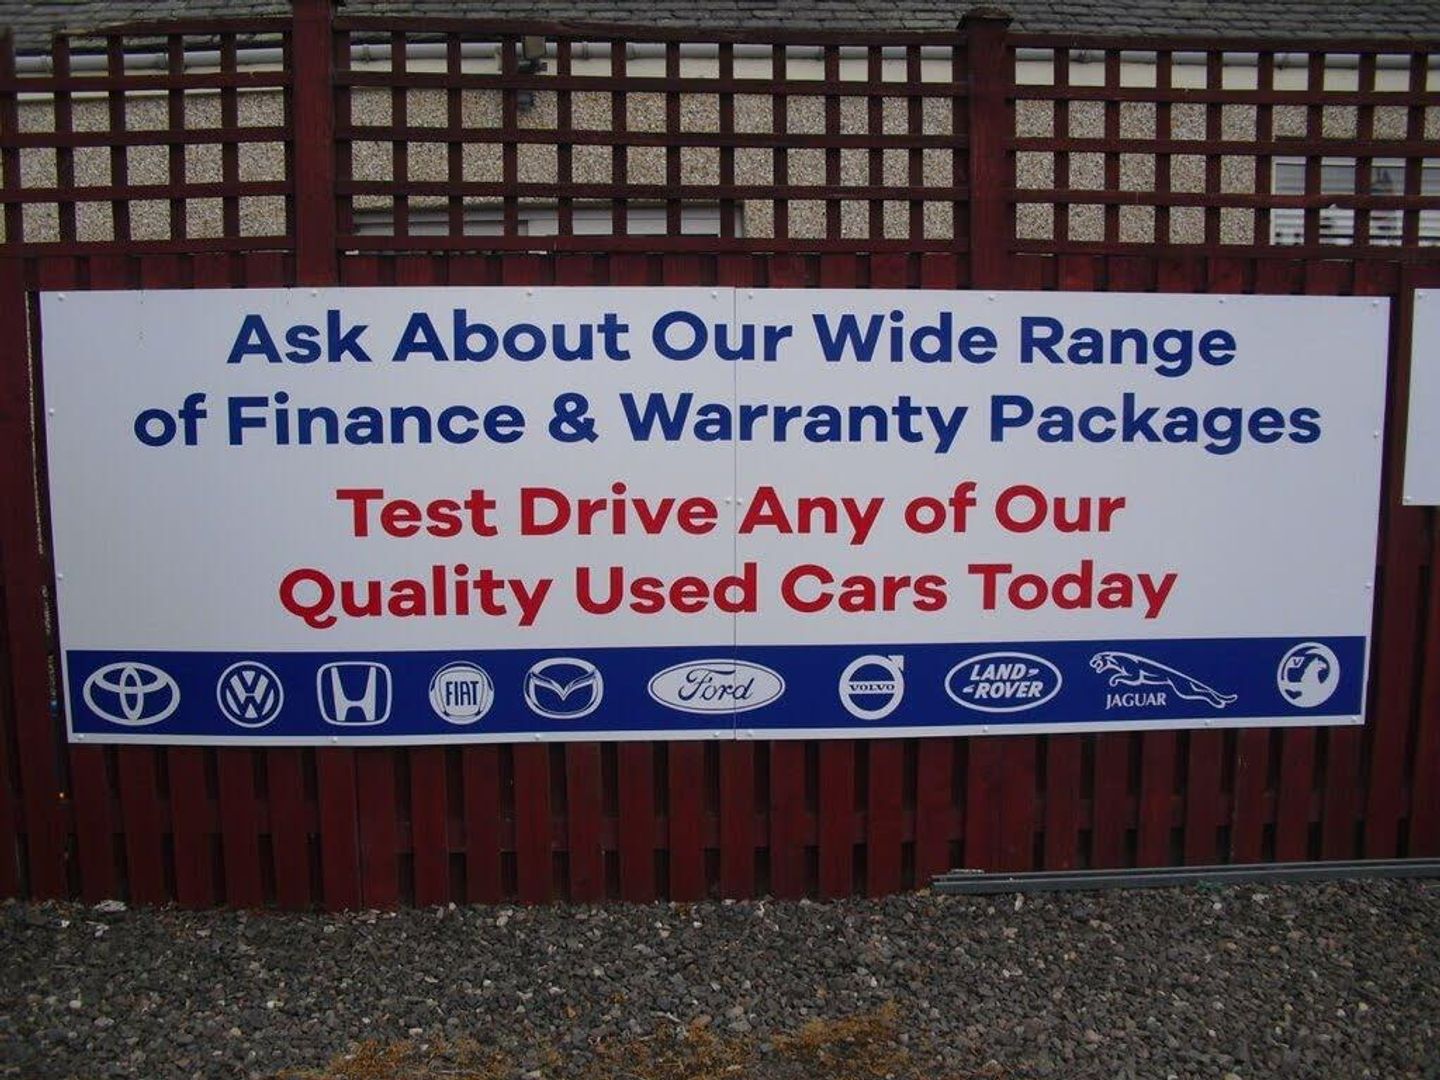 Ask About Our Wide Range
of Finance & Warranty Packages
Test Drive Any of Our
Quality Used Cars Today
FIAT Ford VOLVO LAND-
-ROVER JAGUAR